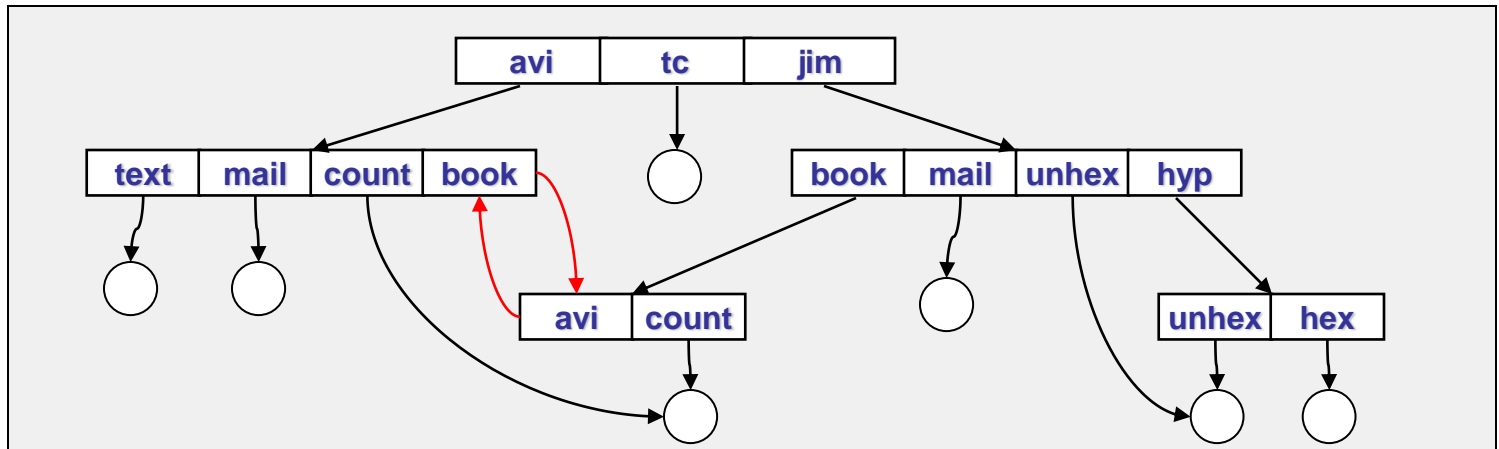 avi tc jim
text mail count book book mail unhex hyp
avi count unhex hex